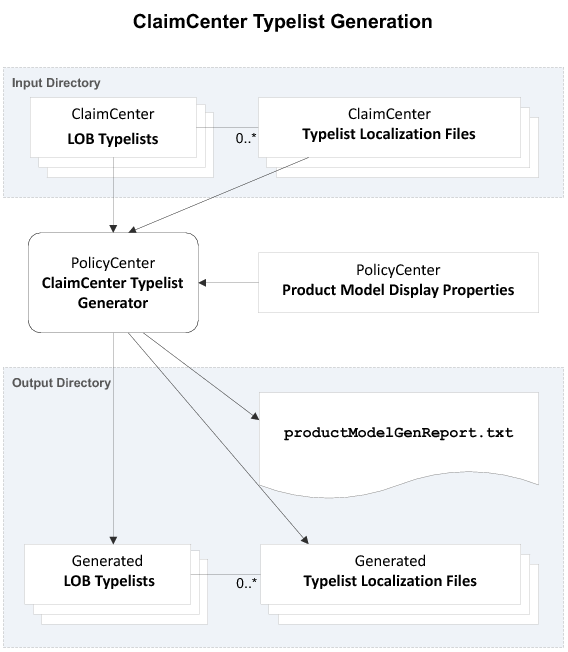 ClaimCenter Typelist Generation
Input Directory
ClaimCenter
LOB Typelists
0..*
ClaimCenter
Typelist Localization Files
PolicyCenter
ClaimCenter Typelist
Generator
PolicyCenter
Product Model Display Properties
Output Directory
productModelGenReport.txt
Generated
LOB Typelists
0..*
Generated
Typelist Localization Files